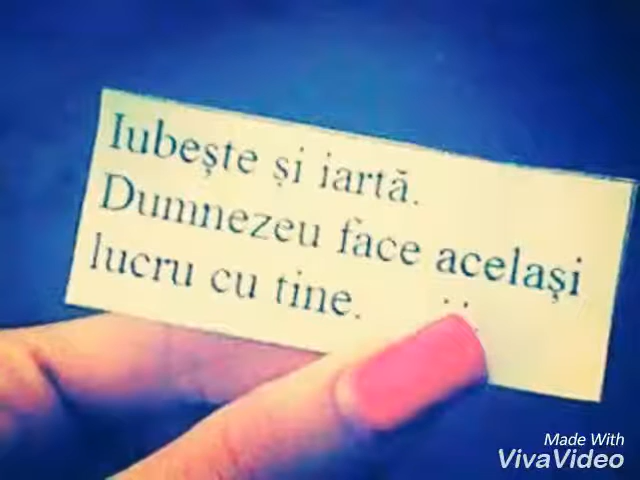 Iubește și iartă.
Dumnezeu face același
lucru cu tine.
Made With
VivaVideo